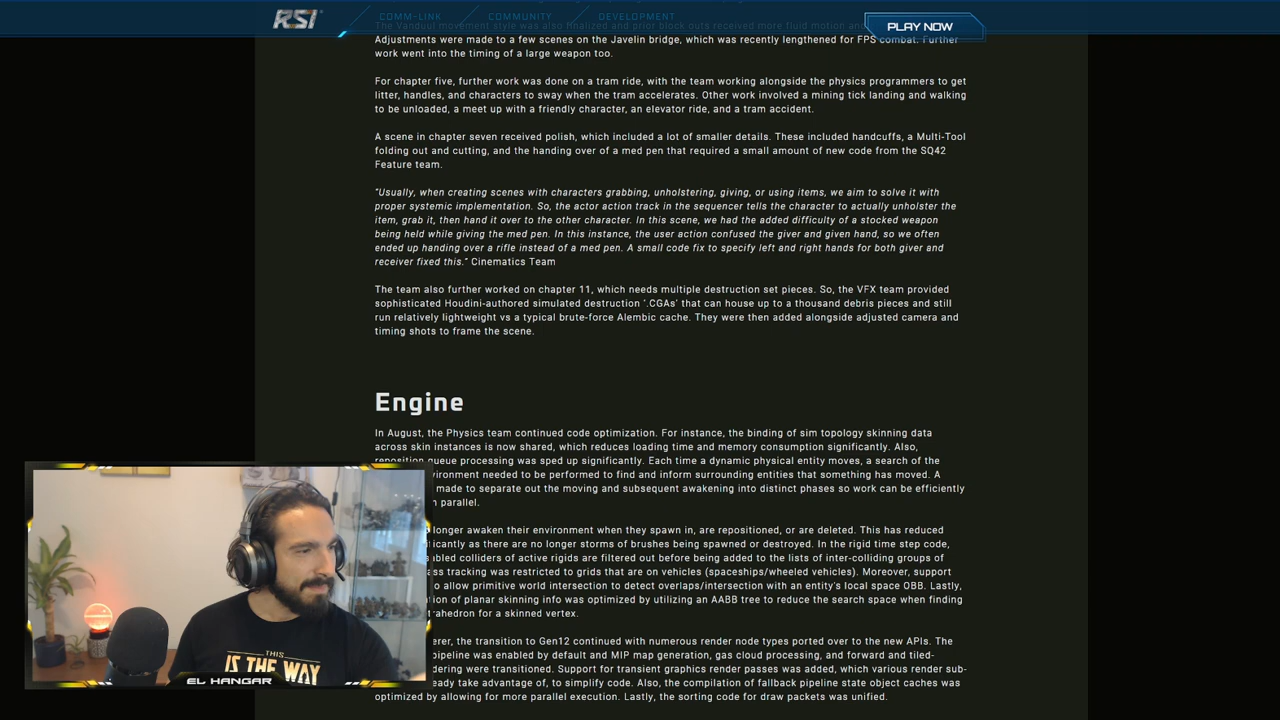 RSI
COMM-LINK COMMUNITY DEVELOPMENT
PLAY NOW
The Vanduul movement style was also finalized and prior block outs received more fluid motion and
Adjustments were made to a few scenes on the Javelin bridge, which was recently lengthened for FPS combat. Further
work went into the timing of a large weapon too.
For chapter five, further work was done on a tram ride, with the team working alongside the physics programmers to get
litter, handles, and characters to sway when the tram accelerates. Other work involved a mining tick landing and walking
to be unloaded, a meet up with a friendly character, an elevator ride, and a tram accident.
A scene in chapter seven received polish, which included a lot of smaller details. These included handcuffs, a Multi-Tool
folding out and cutting, and the handing over of a med pen that required a small amount of new code from the SQ42
Feature team.
"Usually, when creating scenes with characters grabbing, unholstering, giving, or using items, we aim to solve it with
proper systemic implementation. So, the actor action track in the sequencer tells the character to actually unholster the
item, grab it, then hand it over to the other character. In this scene, we had the added difficulty of a stocked weapon
being held while giving the med pen. In this instance, the user action confused the giver and given hand, so we often
ended up handing over a rifle instead of a med pen. A small code fix to specify left and right hands for both giver and
receiver fixed this." Cinematics Team
The team also further worked on chapter 11, which needs multiple destruction set pieces. So, the VFX team provided
sophisticated Houdini-authored simulated destruction '.CGAs' that can house up to a thousand debris pieces and still
run relatively lightweight vs a typical brute-force Alembic cache. They were then added alongside adjusted camera and
timing shots to frame the scene.
Engine
In August, the Physics team continued code optimization. For instance, the binding of sim topology skinning data
across skin instances is now shared, which reduces loading time and memory consumption significantly. Also,
reposition queue processing was sped up significantly. Each time a dynamic physical entity moves, a search of the
vironment needed to be performed to find and inform surrounding entities that something has moved. A
made to separate out the moving and subsequent awakening into distinct phases so work can be efficiently
parallel.
longer awaken their environment when they spawn in, are repositioned, or are deleted. This has reduced
icantly as there are no longer storms of brushes being spawned or destroyed. In the rigid time step code,
abled colliders of active rigids are filtered out before being added to the lists of inter-colliding groups of
ass tracking was restricted to grids that are on vehicles (spaceships/wheeled vehicles). Moreover, support
to allow primitive world intersection to detect overlaps/intersection with an entity's local space OBB. Lastly,
tion of planar skinning info was optimized by utilizing an AABB tree to reduce the search space when finding
trahedron for a skinned vertex.
erer, the transition to Gen12 continued with numerous render node types ported over to the new APIs. The
ipeline was enabled by default and MIP map generation, gas cloud processing, and forward and tiled-
dering were transitioned. Support for transient graphics render passes was added, which various render sub-
eady take advantage of, to simplify code. Also, the compilation of fallback pipeline state object caches was
optimized by allowing for more parallel execution. Lastly, the sorting code for draw packets was unified.
THIS
IS THE WAY
EL HANGAR